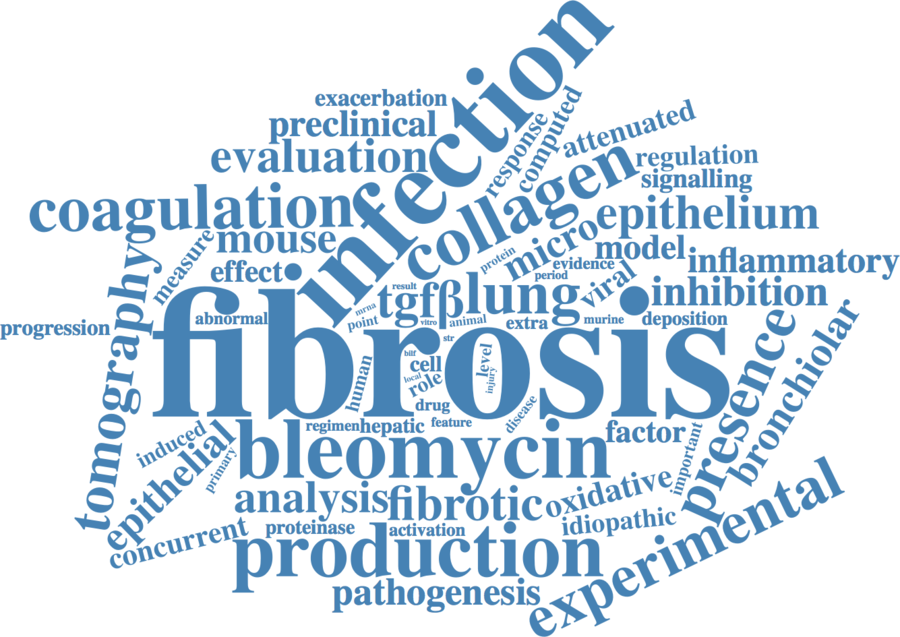 infection
exacerbation
preclinical
evaluation
response
computed
attenuated
regulation
signalling
coagulation
collagen
epithelium
measure
mouse
micro
model
effect
protein
evidence
period
inflammatory
tomography
result
tgfβ
lung
viral
inhibition
progression
abnormal
mrna
point
vitro
animal
extra
murine
deposition
fibrosis
str
bilf
cell
level
injury
human
local
role
drug
disease
presence
bronchiolar
regimen
hepatic
feature
factor
important
induced
epithelial
primary
bleomycin
analysis
fibrotic
oxidative
idiopathic
concurrent
proteinase
activation
production
experimental
pathogenesis